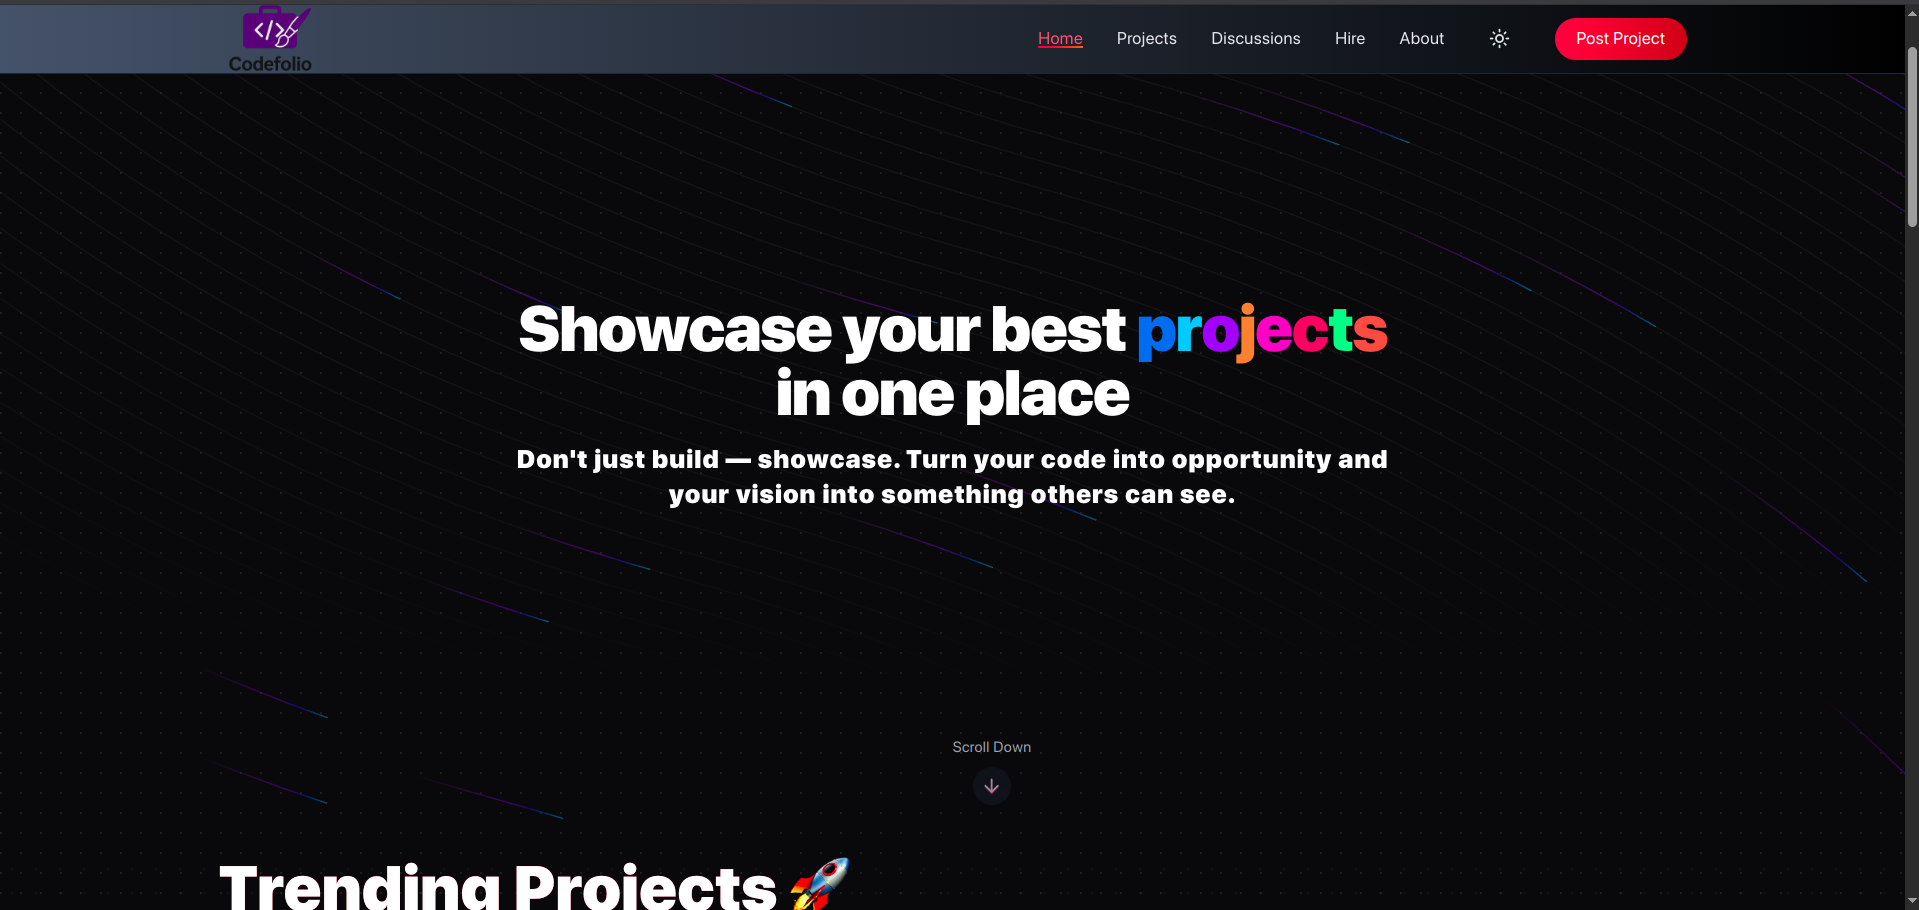 </>
Codefolio
Home Projects Discussions Hire About Post Project
Showcase your best projects
in one place
Don't just build — showcase. Turn your code into opportunity and
your vision into something others can see.
Scroll Down
Trending Projects 🚀